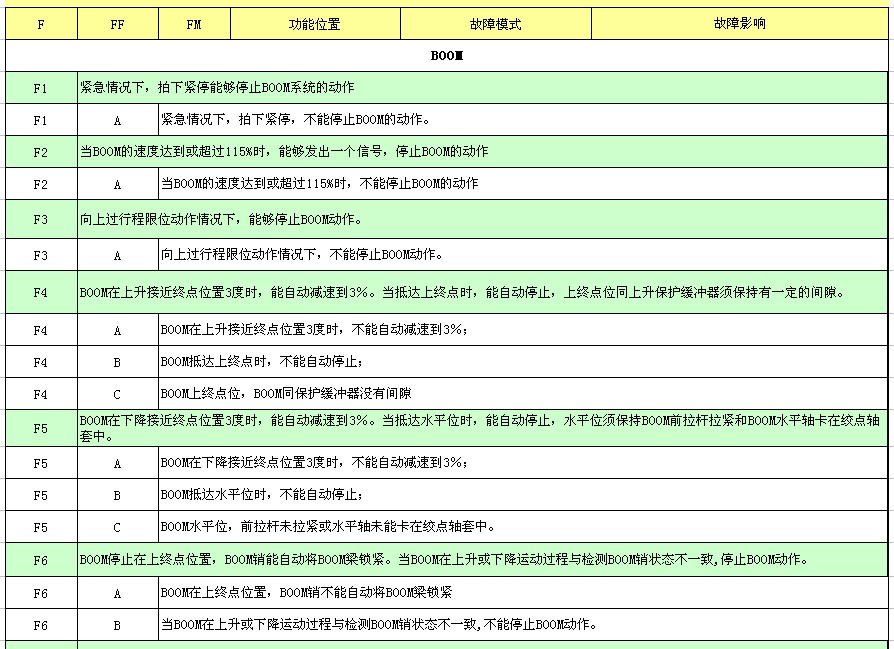 F FF FM 功能位置 故障模式 故障影响
BOOM
F1 紧急情况下，拍下紧停能够停止BOOM系统的动作
F1 A 紧急情况下，拍下紧停，不能停止BOOM的动作。
F2 当BOOM的速度达到或超过115%时，能够发出一个信号，停止BOOM的动作
F2 A 当BOOM的速度达到或超过115%时，不能停止BOOM的动作
F3 向上过行程限位动作情况下，能够停止BOOM动作。
F3 A 向上过行程限位动作情况下，不能停止BOOM动作。
F4 BOOM在上升接近终点位置3度时，能自动减速到3%。当抵达上终点时，能自动停止，上终点位同上升保护缓冲器须保持有一定的间隙。
F4 A BOOM在上升接近终点位置3度时，不能自动减速到3%；
F4 B BOOM抵达上终点时，不能自动停止；
F4 C BOOM上终点位，BOOM同保护缓冲器没有间隙
F5 BOOM在下降接近终点位置3度时，能自动减速到3%。当抵达水平位时，能自动停止，水平位须保持BOOM前拉杆拉紧和BOOM水平轴卡在绞点轴
套中。
F5 A BOOM在下降接近终点位置3度时，不能自动减速到3%；
F5 B BOOM抵达水平位时，不能自动停止；
F5 C BOOM水平位，前拉杆未拉紧或水平轴未能卡在绞点轴套中。
F6 BOOM停止在上终点位置，BOOM销能自动将BOOM梁锁紧。当BOOM在上升或下降运动过程与检测BOOM销状态不一致,停止BOOM动作。
F6 A BOOM在上终点位置，BOOM销不能自动将BOOM梁锁紧
F6 B 当BOOM在上升或下降运动过程与检测BOOM销状态不一致,不能停止BOOM动作。